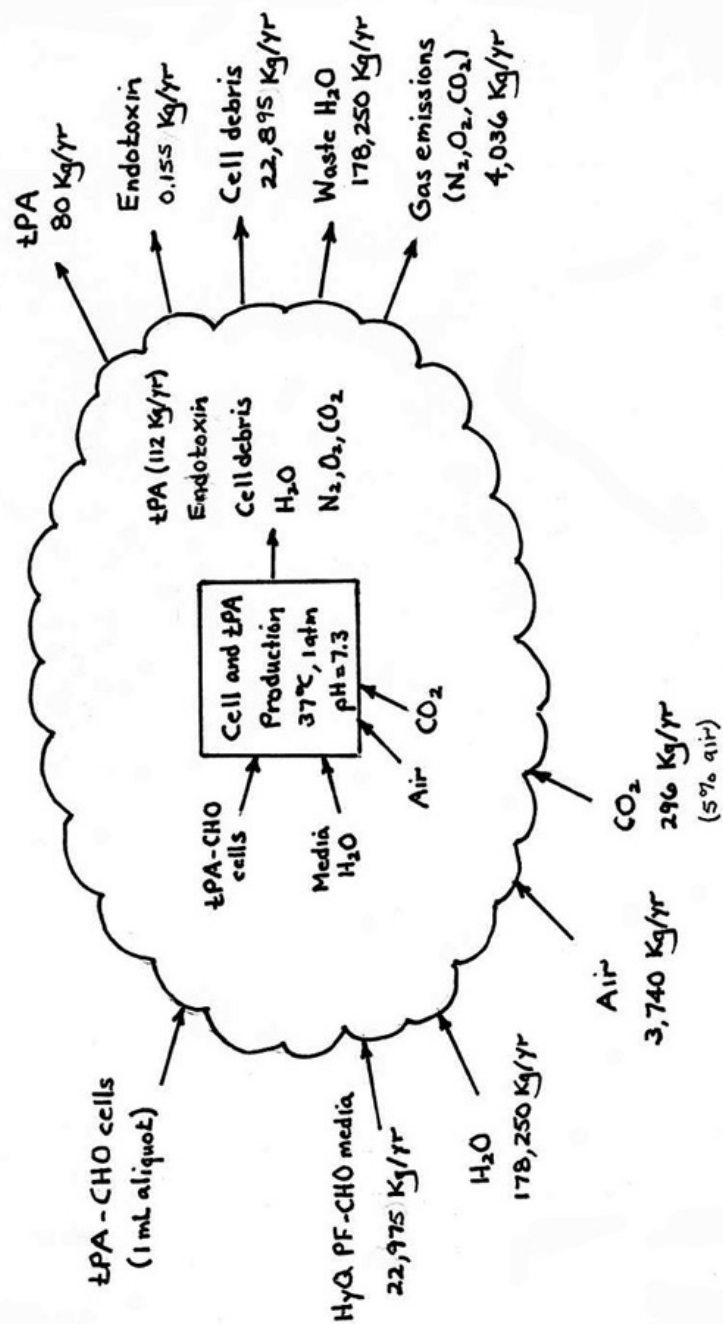 tPA - CHO cells
(1 mL aliquot)
HyQ PF-CHO media
22,975 Kg/yr
H₂O
178,250 Kg/yr
Air
3,740 Kg/yr
CO₂
296 Kg/yr
(5% air)
tPA-CHO
cells
Media
H₂O
Air
CO₂
Cell and tPA
Production
37°C, 1 atm
pH = 7.3
tPA (112 Kg/yr)
Endotoxin
Cell debris
H₂O
N₂, O₂, CO₂
tPA
80 Kg/yr
Endotoxin
0.155 Kg/yr
Cell debris
22,895 Kg/yr
Waste H₂O
178,250 Kg/yr
Gas emissions
(N₂, O₂, CO₂)
4,036 Kg/yr